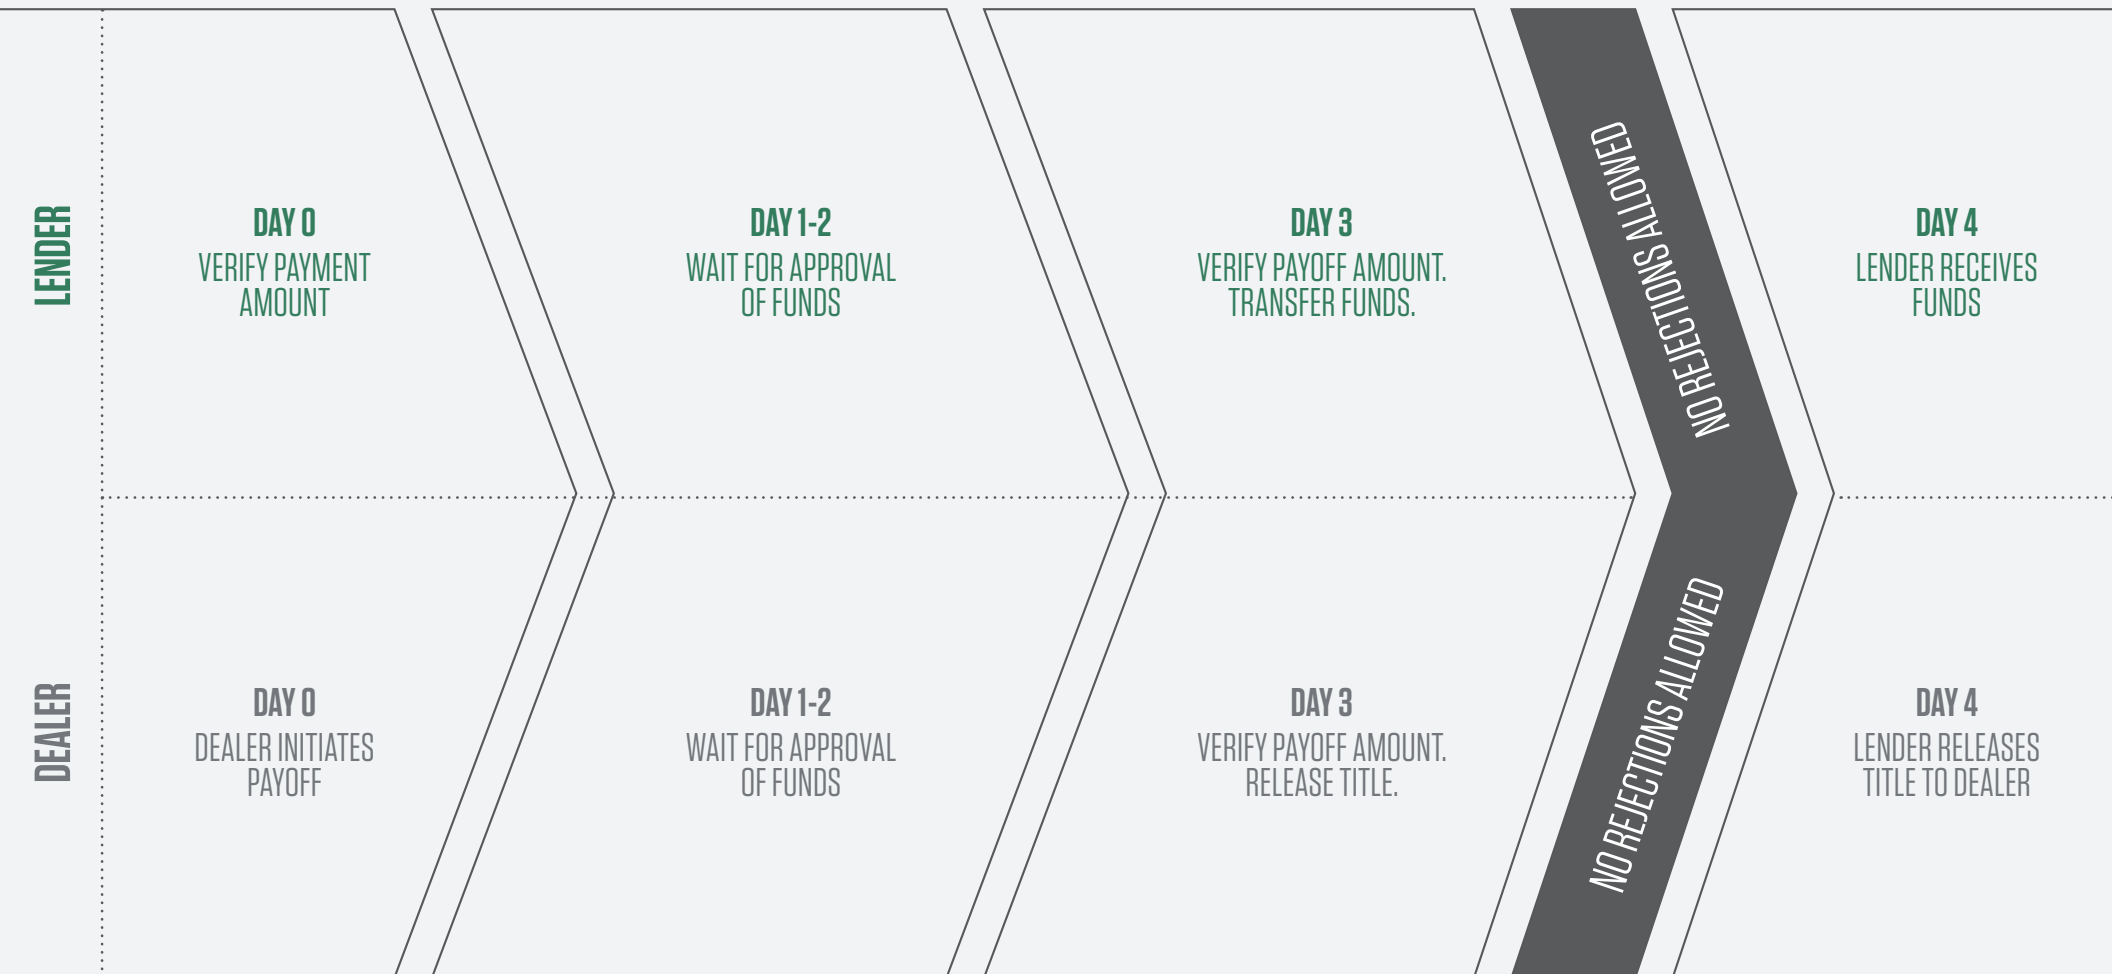 LENDER
DAY 0
VERIFY PAYMENT
AMOUNT
DAY 1-2
WAIT FOR APPROVAL
OF FUNDS
DAY 3
VERIFY PAYOFF AMOUNT.
TRANSFER FUNDS.
NO REJECTIONS ALLOWED
DAY 4
LENDER RECEIVES
FUNDS
DEALER
DAY 0
DEALER INITIATES
PAYOFF
DAY 1-2
WAIT FOR APPROVAL
OF FUNDS
DAY 3
VERIFY PAYOFF AMOUNT.
RELEASE TITLE.
NO REJECTIONS ALLOWED
DAY 4
LENDER RELEASES
TITLE TO DEALER